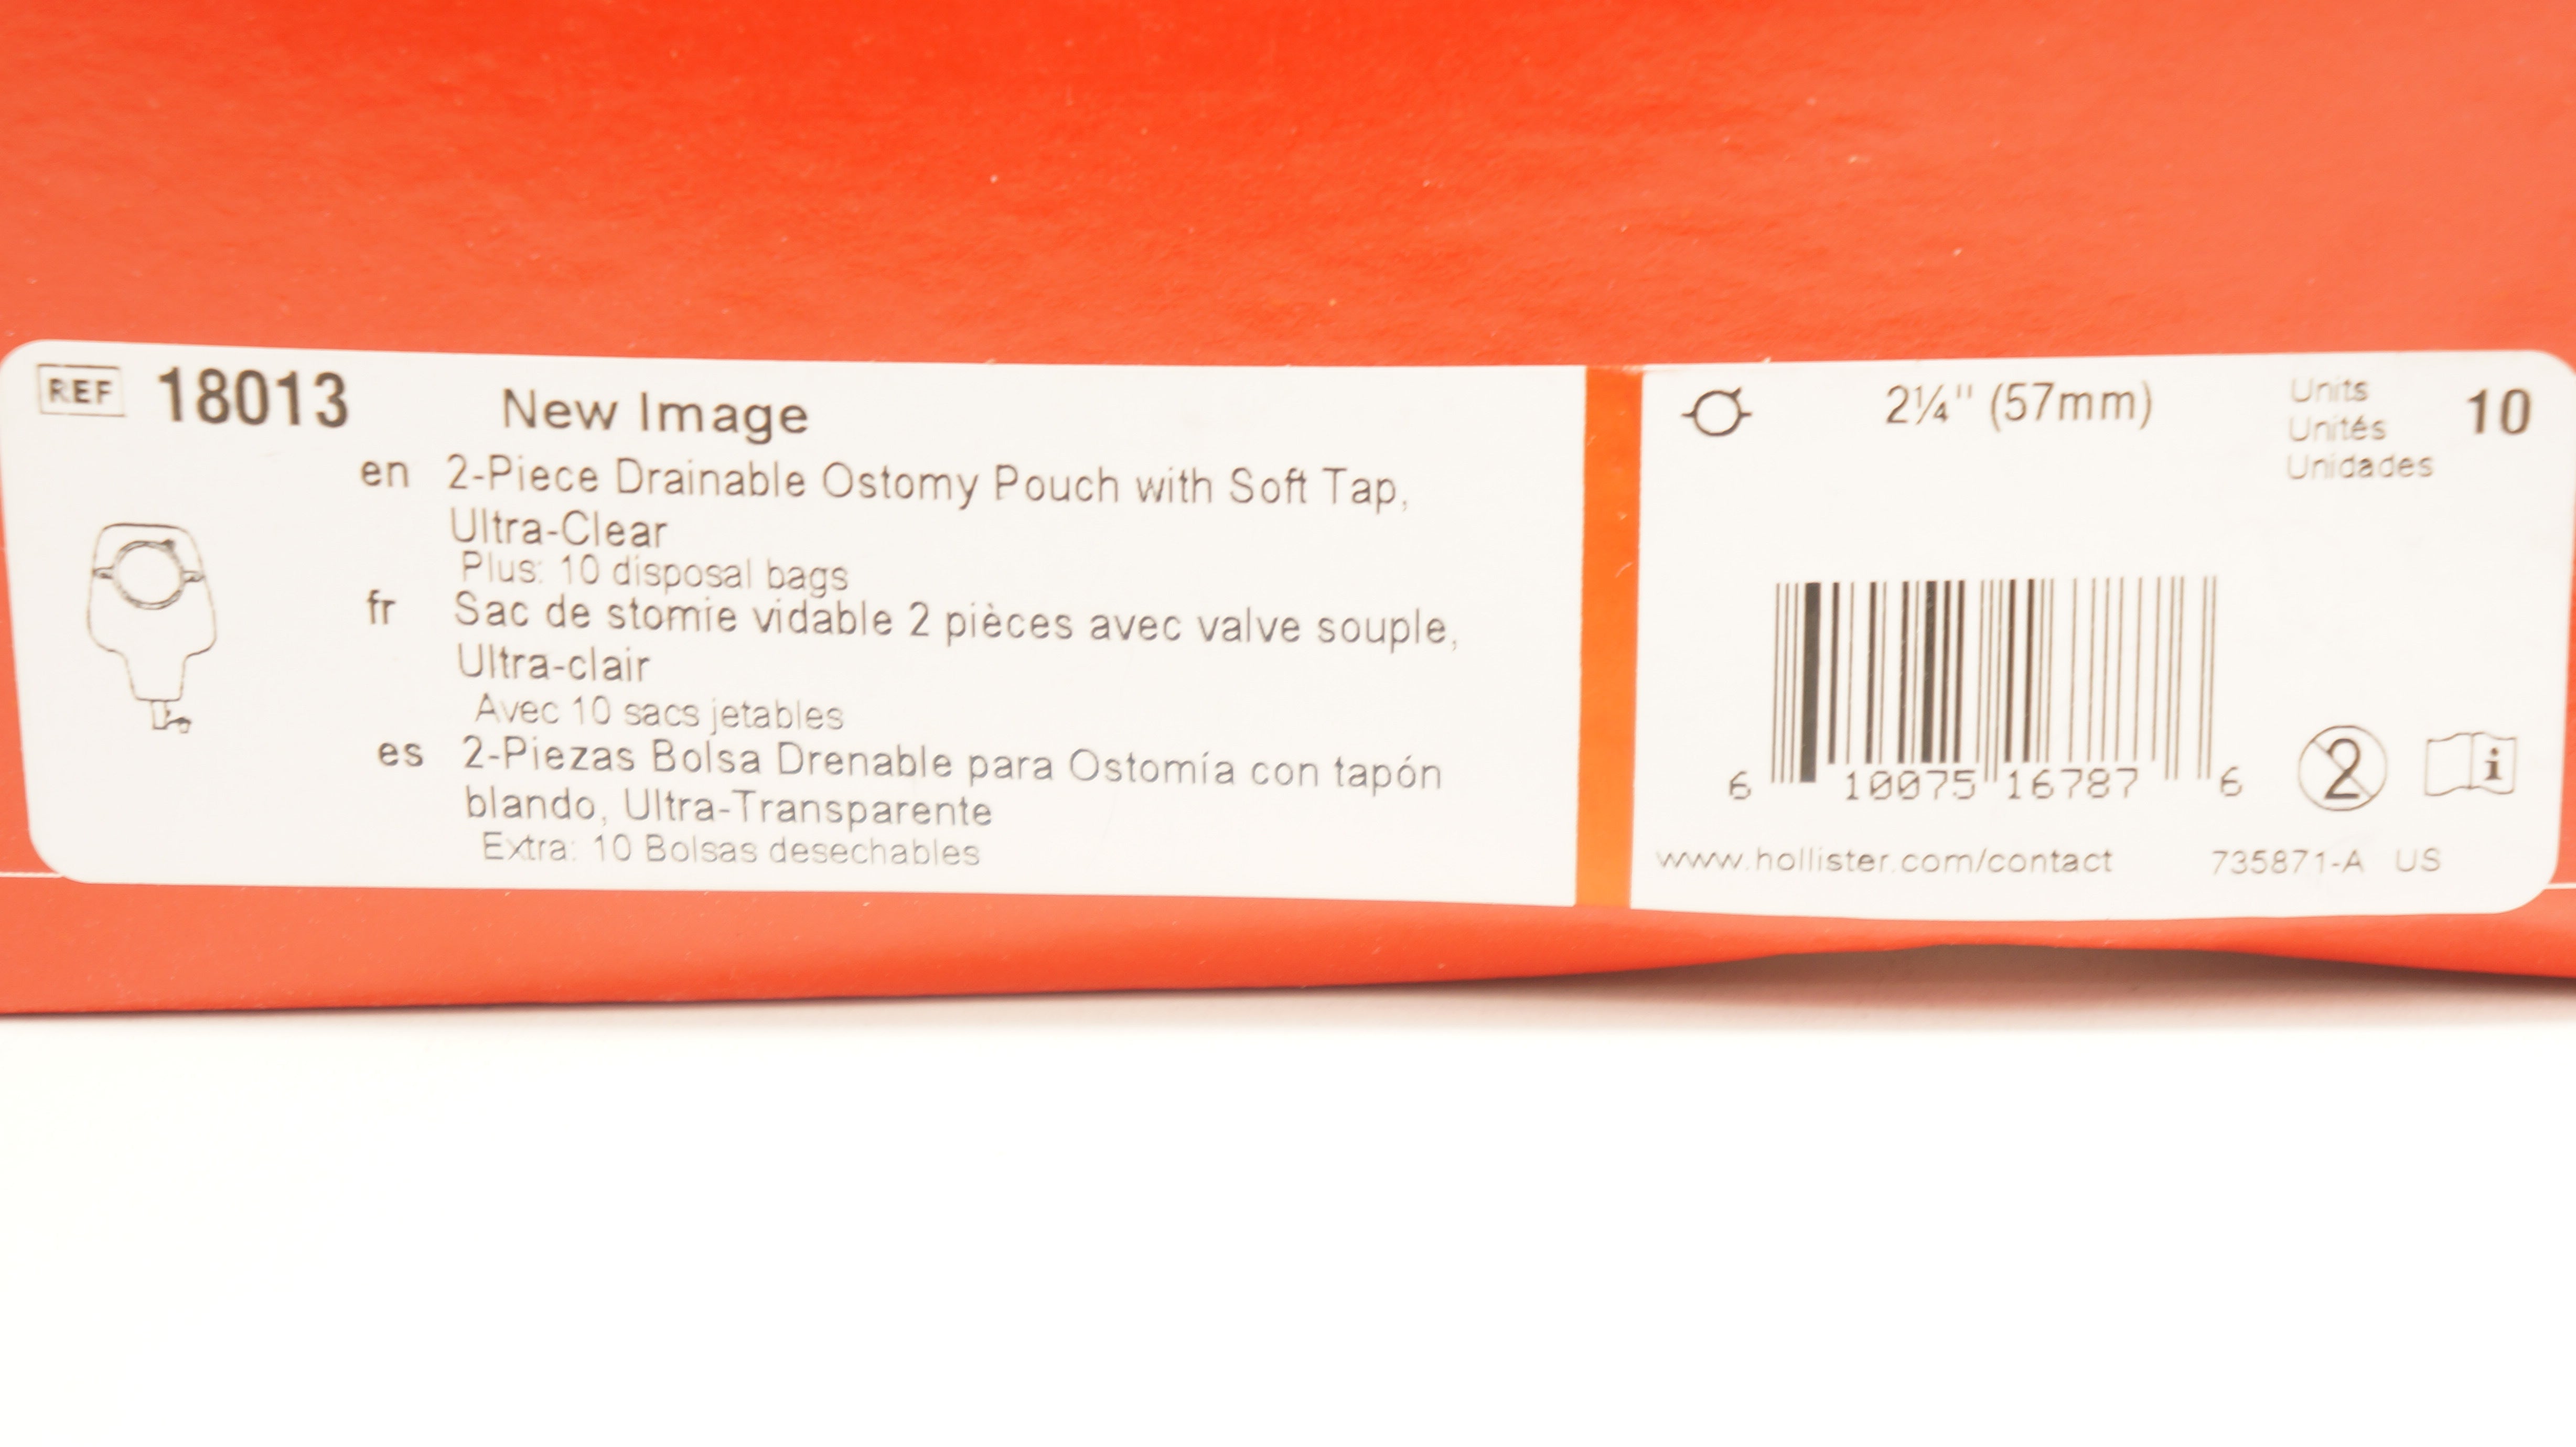 REF 18013 New Image
en 2-Piece Drainable Ostomy Pouch with Soft Tap,
Ultra-Clear
Plus: 10 disposal bags
fr Sac de stomie vidable 2 pièces avec valve souple,
Ultra-clair
Avec 10 sacs jetables
es 2-Piezas Bolsa Drenable para Ostomía con tapón
blando, Ultra-Transparente
Extra: 10 Bolsas desechables
2¼" (57mm)
Units
Unités
Unidades
10
6 10075 16787 6
2
i
www.hollister.com/contact 735871-A US